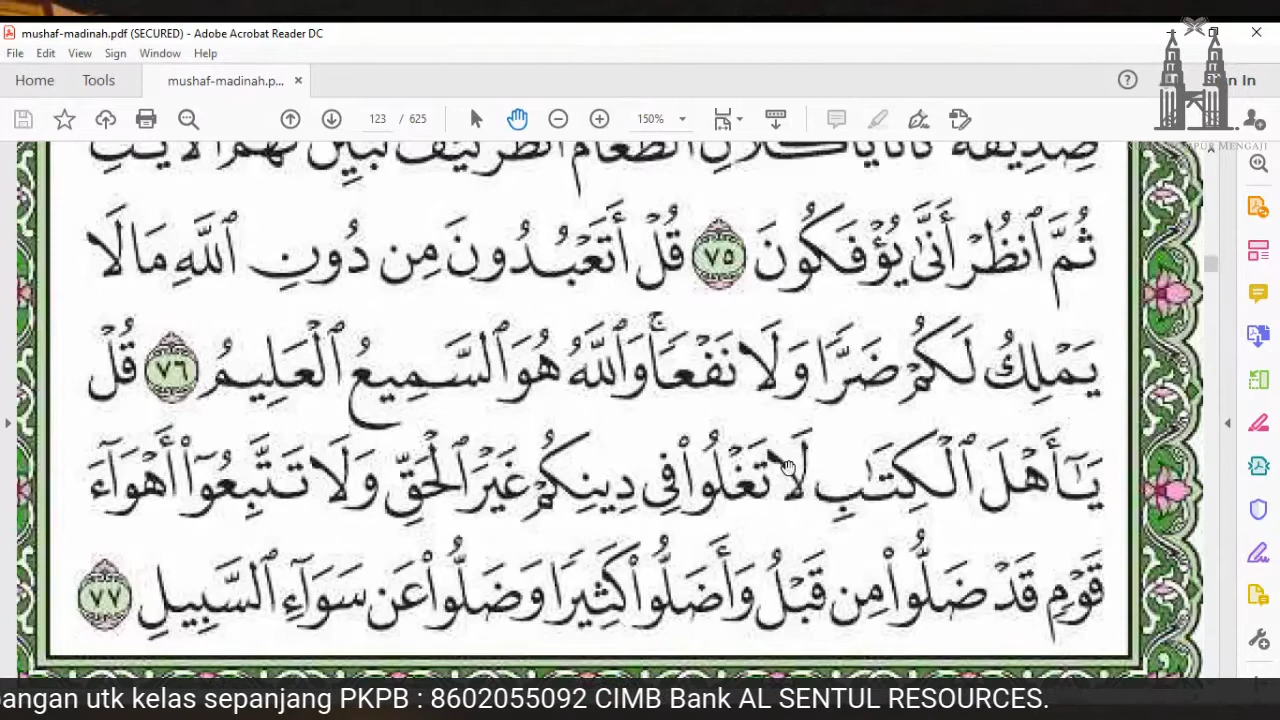 mushaf-madinah.pdf (SECURED) - Adobe Acrobat Reader DC
File Edit View Sign Window Help
Home Tools mushaf-madinah.p... × Sign In
123 / 625 150%
ثُمَّ ٱنظُرْ أَنَّىٰ يُؤْفَكُونَ ٧٥ قُلْ أَتَعْبُدُونَ مِن دُونِ ٱللَّهِ مَا لَا
يَمْلِكُ لَكُمْ ضَرًّا وَلَا نَفْعًا ۚ وَٱللَّهُ هُوَ ٱلسَّمِيعُ ٱلْعَلِيمُ ٧٦ قُلْ
يَـٰٓأَهْلَ ٱلْكِتَـٰبِ لَا تَغْلُوا۟ فِى دِينِكُمْ غَيْرَ ٱلْحَقِّ وَلَا تَتَّبِعُوٓا۟ أَهْوَآءَ
قَوْمٍ قَدْ ضَلُّوا۟ مِن قَبْلُ وَأَضَلُّوا۟ كَثِيرًا وَضَلُّوا۟ عَن سَوَآءِ ٱلسَّبِيلِ ٧٧
utk kelas sepanjang PKPB : 8602055092 CIMB Bank AL SENTUL RESOURCES.